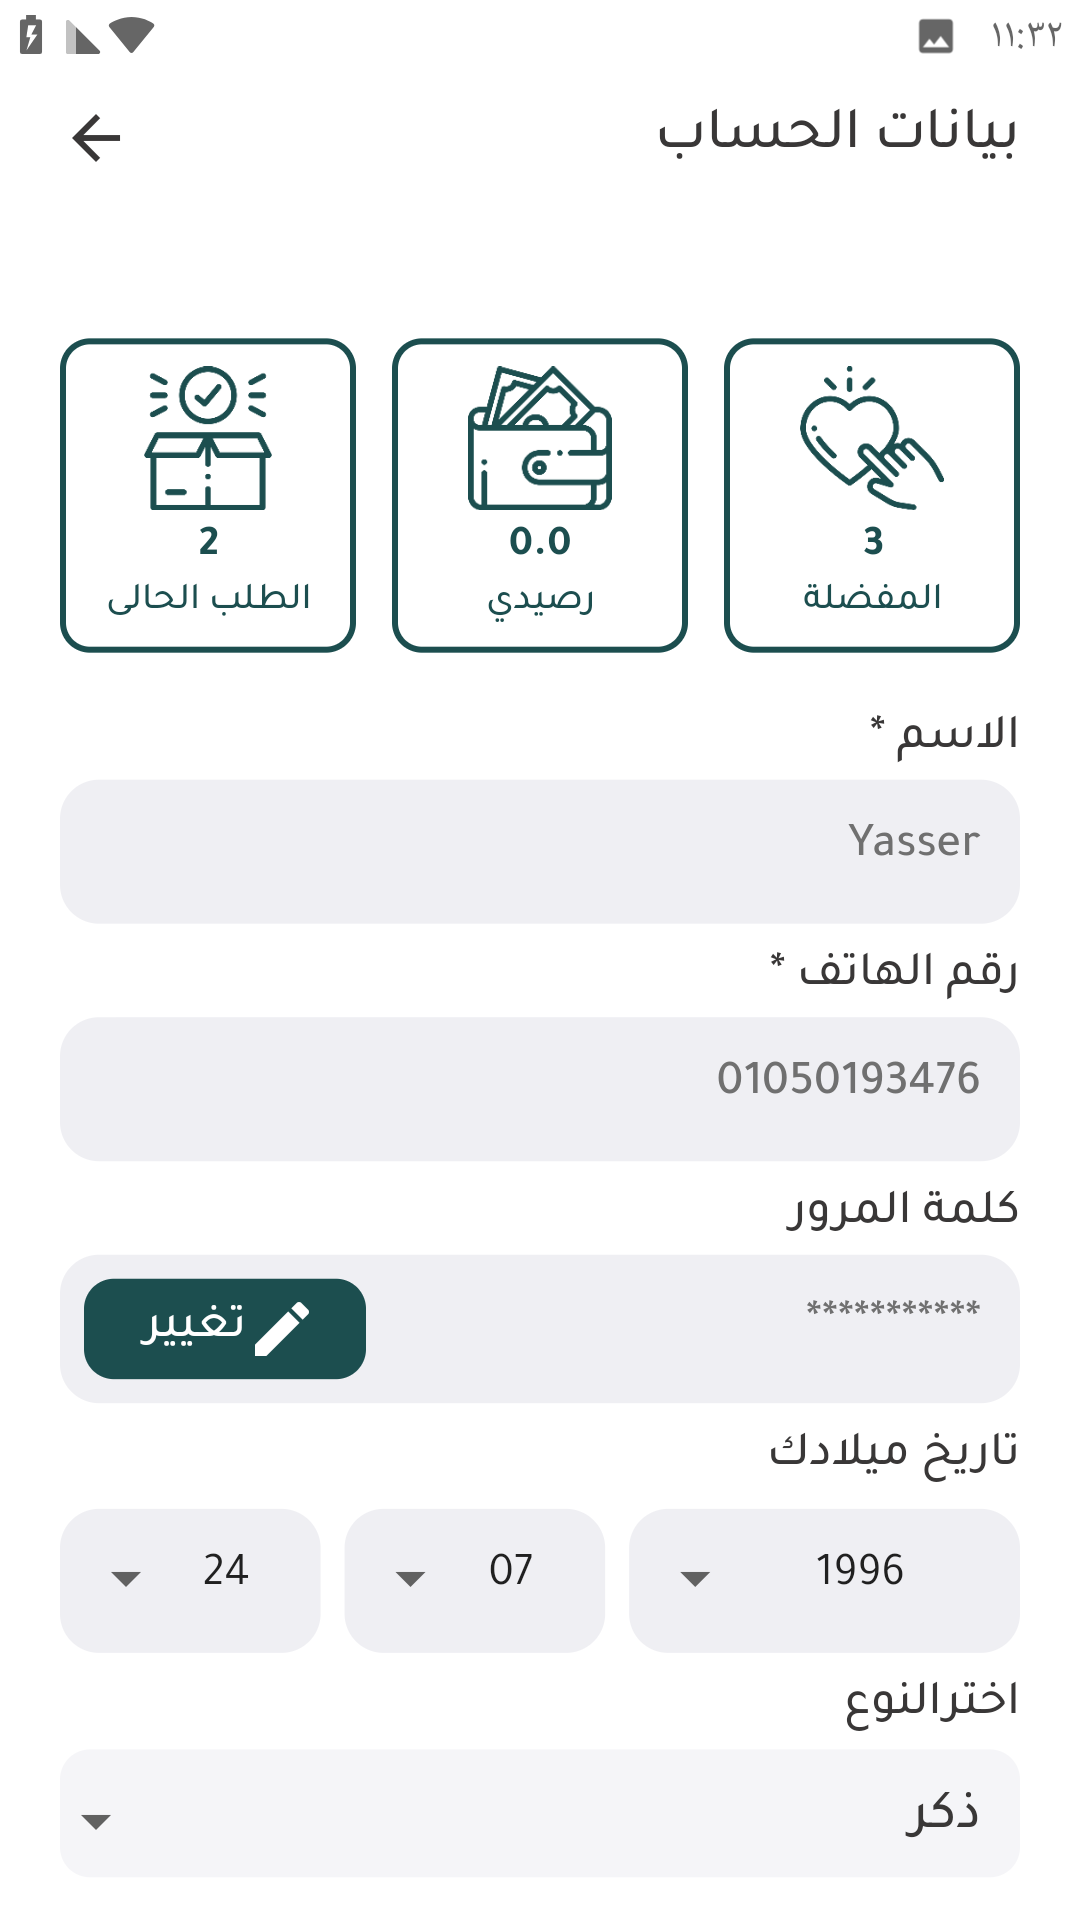 ١١:٣٢
بيانات الحساب
3
المفضلة
0.0
رصيدي
2
الطلب الحالى
الاسم *
Yasser
رقم الهاتف *
01050193476
كلمة المرور
***********
تغيير
تاريخ ميلادك
1996
07
24
اخترالنوع
ذكر